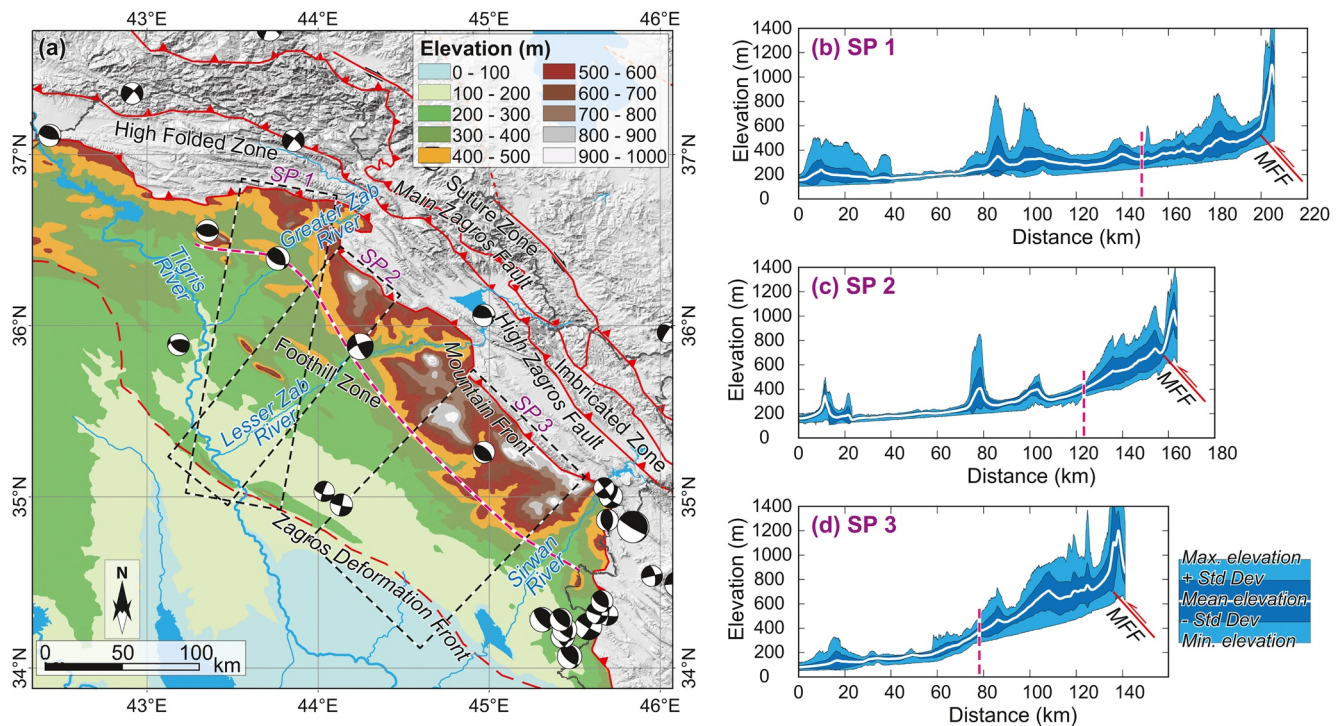 43°E
44°E
45°E
46°E
(a)
Elevation (m)
0 - 100
500 - 600
100 - 200
600 - 700
200 - 300
700 - 800
300 - 400
800 - 900
400 - 500
900 - 1000
37°N
37°N
High Folded Zone
Suture Zone
Main Zagros Fault
SP 1
Greater Zab
River
SP 2
Tigris
River
36°N
36°N
High Zagros Fault
Imbricated Zone
Foothill Zone
Mountain Front
SP 3
Lesser Zab
River
35°N
35°N
Zagros Deformation Front
Sirwan
River
N
0
50
100
km
34°N
34°N
43°E
44°E
45°E
46°E
(b) SP 1
Elevation (m)
1400
1200
1000
800
600
400
200
0
MFF
0
20
40
60
80
100
120
140
160
180
200
220
Distance (km)
(c) SP 2
Elevation (m)
1400
1200
1000
800
600
400
200
0
MFF
0
20
40
60
80
100
120
140
160
180
Distance (km)
(d) SP 3
Elevation (m)
1400
1200
1000
800
600
400
200
0
MFF
0
20
40
60
80
100
120
140
Distance (km)
Max. elevation
+ Std Dev
Mean elevation
- Std Dev
Min. elevation